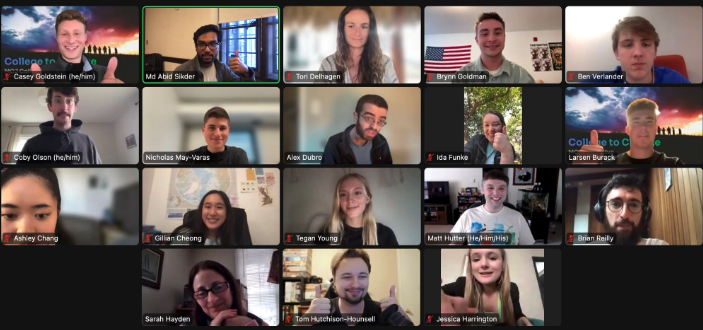 College to C
Casey Goldstein (he/him)
Md Abid Sikder
Tori Delhagen
Brynn Goldman
Ben Verlander
Coby Olson (he/him)
Nicholas May-Varas
Alex Dubro
Ida Funke
College to C
Larsen Burack
Ashley Chang
Gillian Cheong
Tegan Young
Matt Hutter (He/Him/His)
Brian Reilly
Sarah Hayden
Tom Hutchison-Hounsell
Jessica Harrington